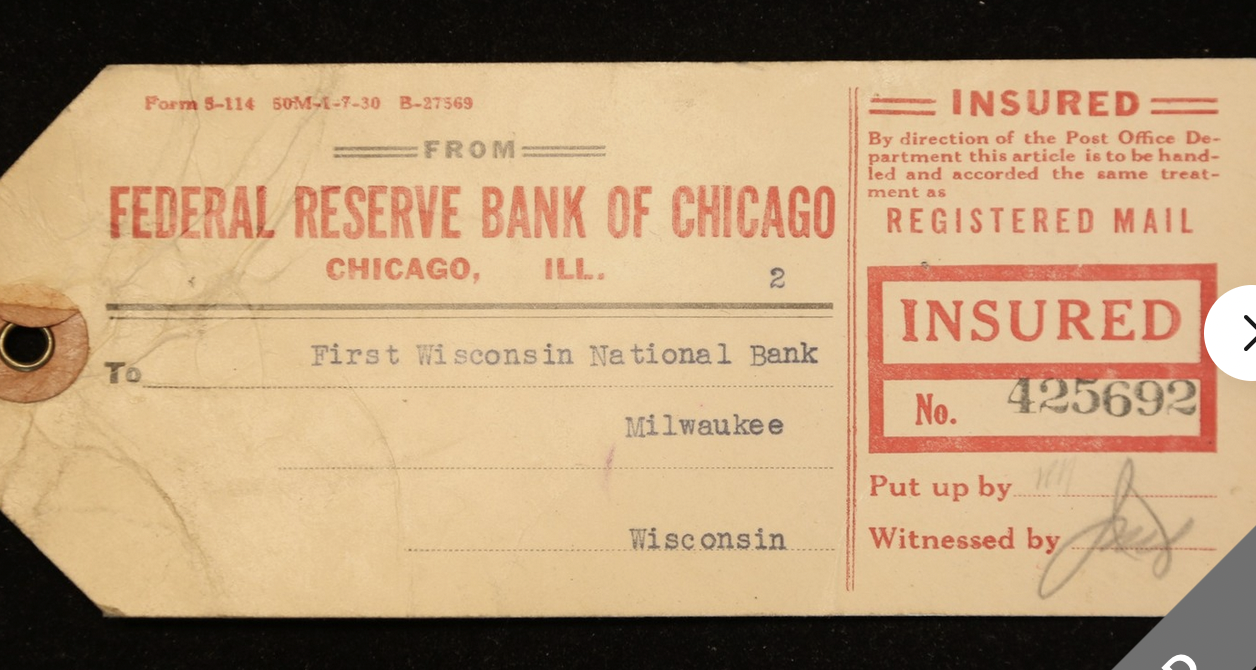 Form 5-114 50M-1-7-30 B-27569
FROM
FEDERAL RESERVE BANK OF CHICAGO
CHICAGO, ILL.
2
To First Wisconsin National Bank
Milwaukee
Wisconsin
INSURED
By direction of the Post Office De-
partment this article is to be hand-
led and accorded the same treat-
ment as
REGISTERED MAIL
INSURED
No. 425692
Put up by
Witnessed by